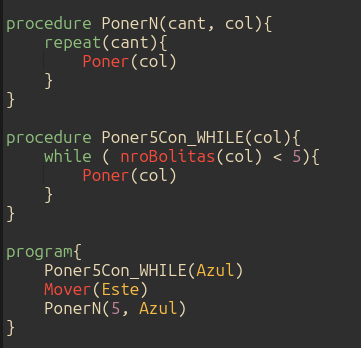 procedure PonerN(cant, col){
    repeat(cant){
        Poner(col)
    }
}

procedure Poner5Con_WHILE(col){
    while ( nroBolitas(col) < 5){
        Poner(col)
    }
}

program{
    Poner5Con_WHILE(Azul)
    Mover(Este)
    PonerN(5, Azul)
}